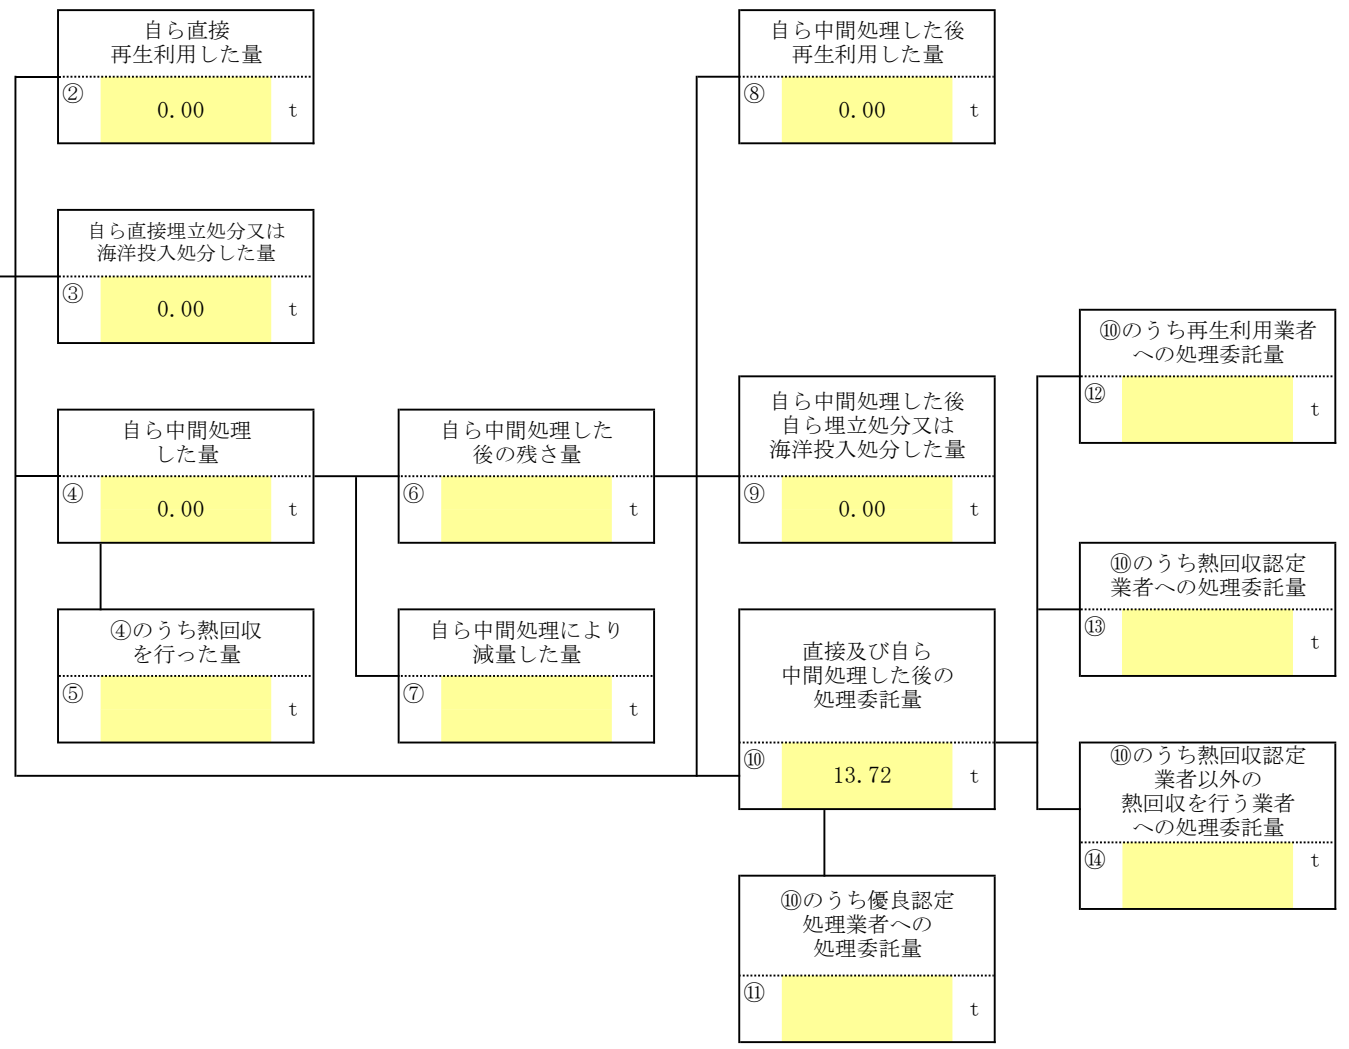 自ら直接
再生利用した量
②
0.00
t
自ら直接埋立処分又は
海洋投入処分した量
③
0.00
t
自ら中間処理
した量
④
0.00
t
④のうち熱回収
を行った量
⑤
t
自ら中間処理した
後の残さ量
⑥
t
自ら中間処理により
減量した量
⑦
t
自ら中間処理した後
再生利用した量
⑧
0.00
t
自ら中間処理した後
自ら埋立処分又は
海洋投入処分した量
⑨
0.00
t
直接及び自ら
中間処理した後の
処理委託量
⑩
13.72
t
⑩のうち優良認定
処理業者への
処理委託量
⑪
t
⑩のうち再生利用業者
への処理委託量
⑫
t
⑩のうち熱回収認定
業者への処理委託量
⑬
t
⑩のうち熱回収認定
業者以外の
熱回収を行う業者
への処理委託量
⑭
t